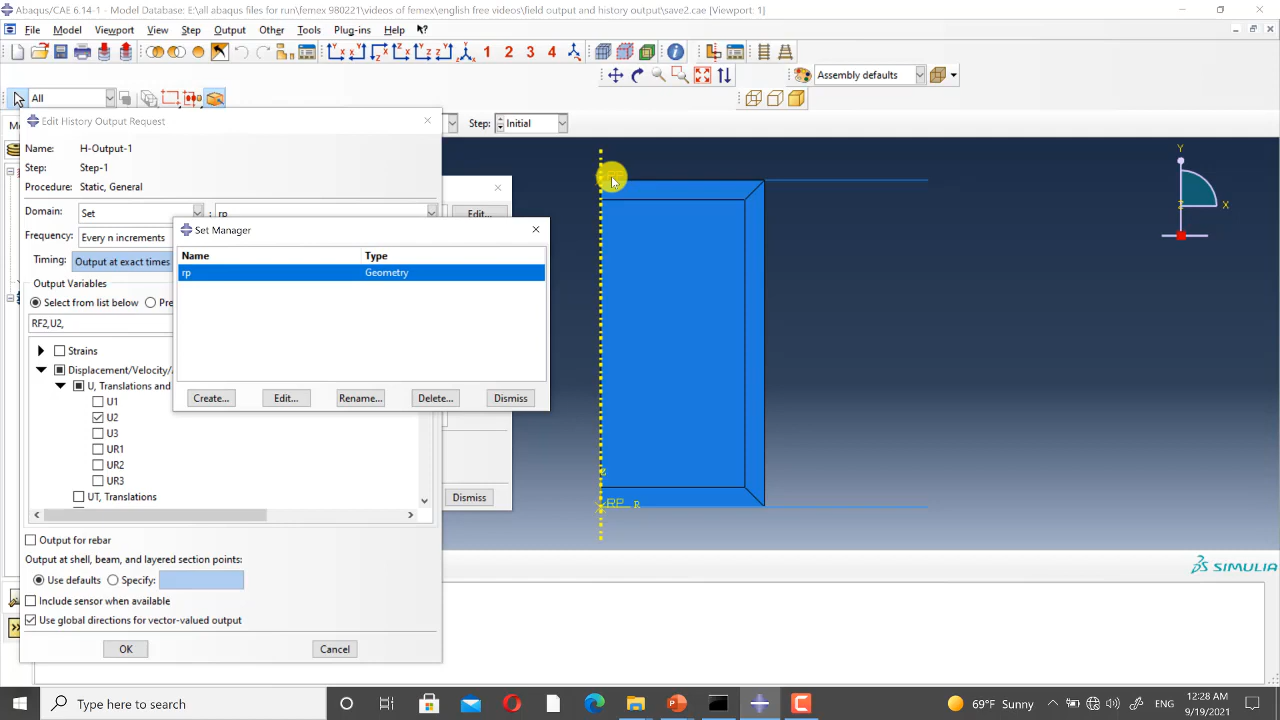 Abaqus/CAE 6.14-1 - Model Database: E:\all abaqus for run\femex 980221\videos of femex\english free videos\field output and history output\save2.cae [Viewport: 1]
File Model Viewport View Step Output Other Tools Plug-ins Help
1 2 3 4
Assembly defaults
All
Step: Initial
Edit History Output Request
Name: H-Output-1
Step: Step-1
Procedure: Static, General
Domain: Set : rp
Edit...
Frequency: Every n increments
Timing: Output at exact times
Output Variables
Select from list below
RF2,U2,
Strains
Displacement/Velocity/
U, Translations and
U1
U2
U3
UR1
UR2
UR3
UT, Translations
Output for rebar
Output at shell, beam, and layered section points:
Use defaults Specify:
Include sensor when available
Use global directions for vector-valued output
OK Cancel
Set Manager
Name Type
rp Geometry
Create... Edit... Rename... Delete... Dismiss
Dismiss
RP R
Y
Z X
SIMULIA
Type here to search
69°F Sunny
ENG
12:28 AM
9/19/2021